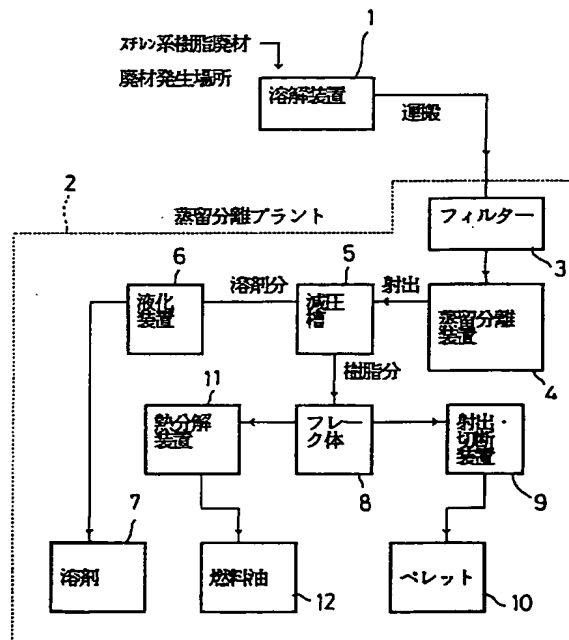 1
スチレン系樹脂廃材
廃材発生場所
溶解装置
運搬
2
蒸留分離プラント
フィルター
3
6
溶剤分
5
射出
液化
装置
減圧
槽
蒸留分離
装置
4
樹脂分
11
熱分解
装置
フレー
ク体
8
射出・
切断
装置
9
7
溶剤
燃料油
12
ペレット
10